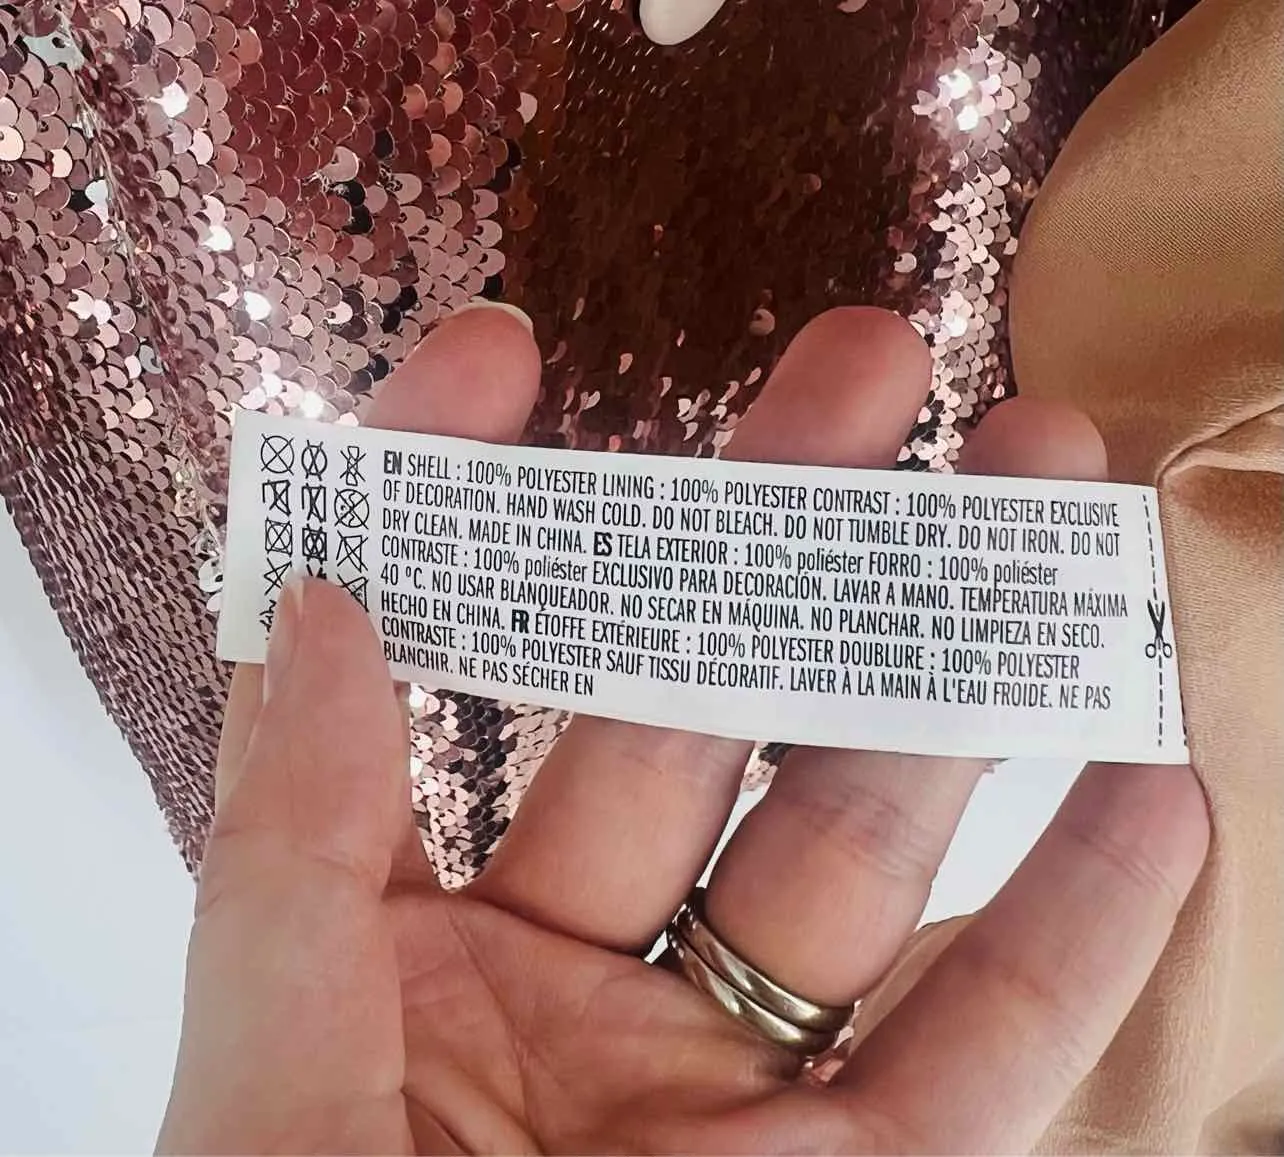 EN SHELL : 100% POLYESTER LINING : 100% POLYESTER CONTRAST : 100% POLYESTER EXCLUSIVE
OF DECORATION. HAND WASH COLD. DO NOT BLEACH. DO NOT TUMBLE DRY. DO NOT IRON. DO NOT
DRY CLEAN. MADE IN CHINA. ES TELA EXTERIOR : 100% poliéster FORRO : 100% poliéster
CONTRASTE : 100% poliéster EXCLUSIVO PARA DECORACIÓN. LAVAR A MANO. TEMPERATURA MÁXIMA
40 °C. NO USAR BLANQUEADOR. NO SECAR EN MÁQUINA. NO PLANCHAR. NO LIMPIEZA EN SECO.
HECHO EN CHINA. FR ÉTOFFE EXTÉRIEURE : 100% POLYESTER DOUBLURE : 100% POLYESTER
CONTRASTE : 100% POLYESTER SAUF TISSU DÉCORATIF. LAVER À LA MAIN À L'EAU FROIDE. NE PAS
BLANCHIR. NE PAS SÉCHER EN